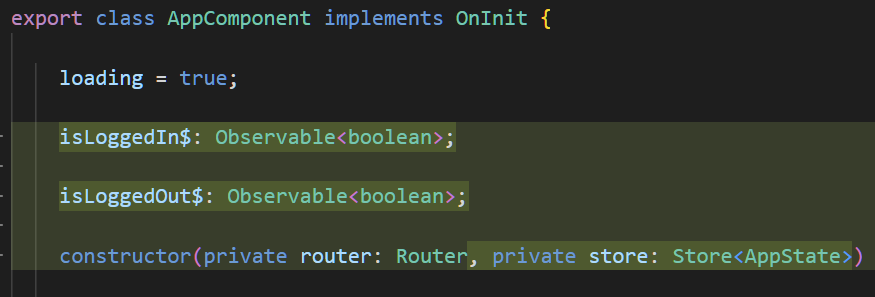 export class AppComponent implements OnInit {
loading = true;
isLoggedIn$: Observable<boolean>;
isLoggedOut$: Observable<boolean>;
constructor(private router: Router, private store: Store<AppState>)